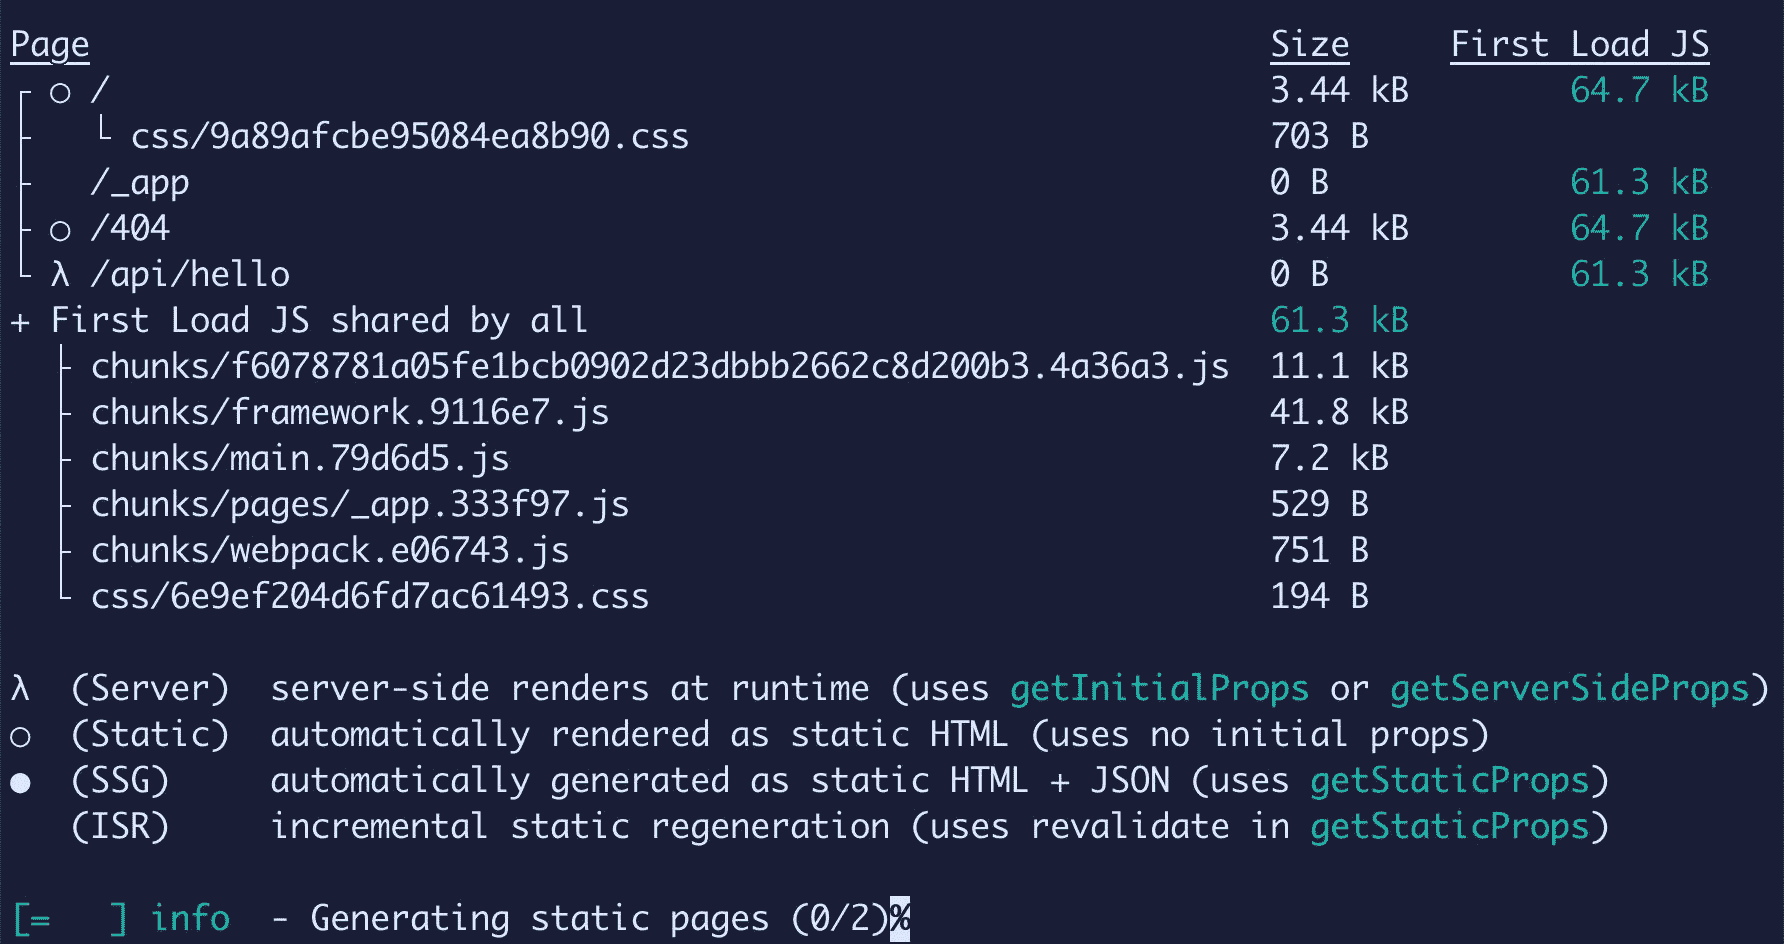 Page Size First Load JS
┌ ○ / 3.44 kB 64.7 kB
├   └ css/9a89afcbe95084ea8b90.css 703 B
├   /_app 0 B 61.3 kB
├ ○ /404 3.44 kB 64.7 kB
└ λ /api/hello 0 B 61.3 kB
+ First Load JS shared by all 61.3 kB
  ├ chunks/f6078781a05fe1bcb0902d23dbbb2662c8d200b3.4a36a3.js 11.1 kB
  ├ chunks/framework.9116e7.js 41.8 kB
  ├ chunks/main.79d6d5.js 7.2 kB
  ├ chunks/pages/_app.333f97.js 529 B
  ├ chunks/webpack.e06743.js 751 B
  └ css/6e9ef204d6fd7ac61493.css 194 B
λ (Server) server-side renders at runtime (uses getInitialProps or getServerSideProps)
○ (Static) automatically rendered as static HTML (uses no initial props)
● (SSG) automatically generated as static HTML + JSON (uses getStaticProps)
(ISR) incremental static regeneration (uses revalidate in getStaticProps)
[=   ] info - Generating static pages (0/2)%